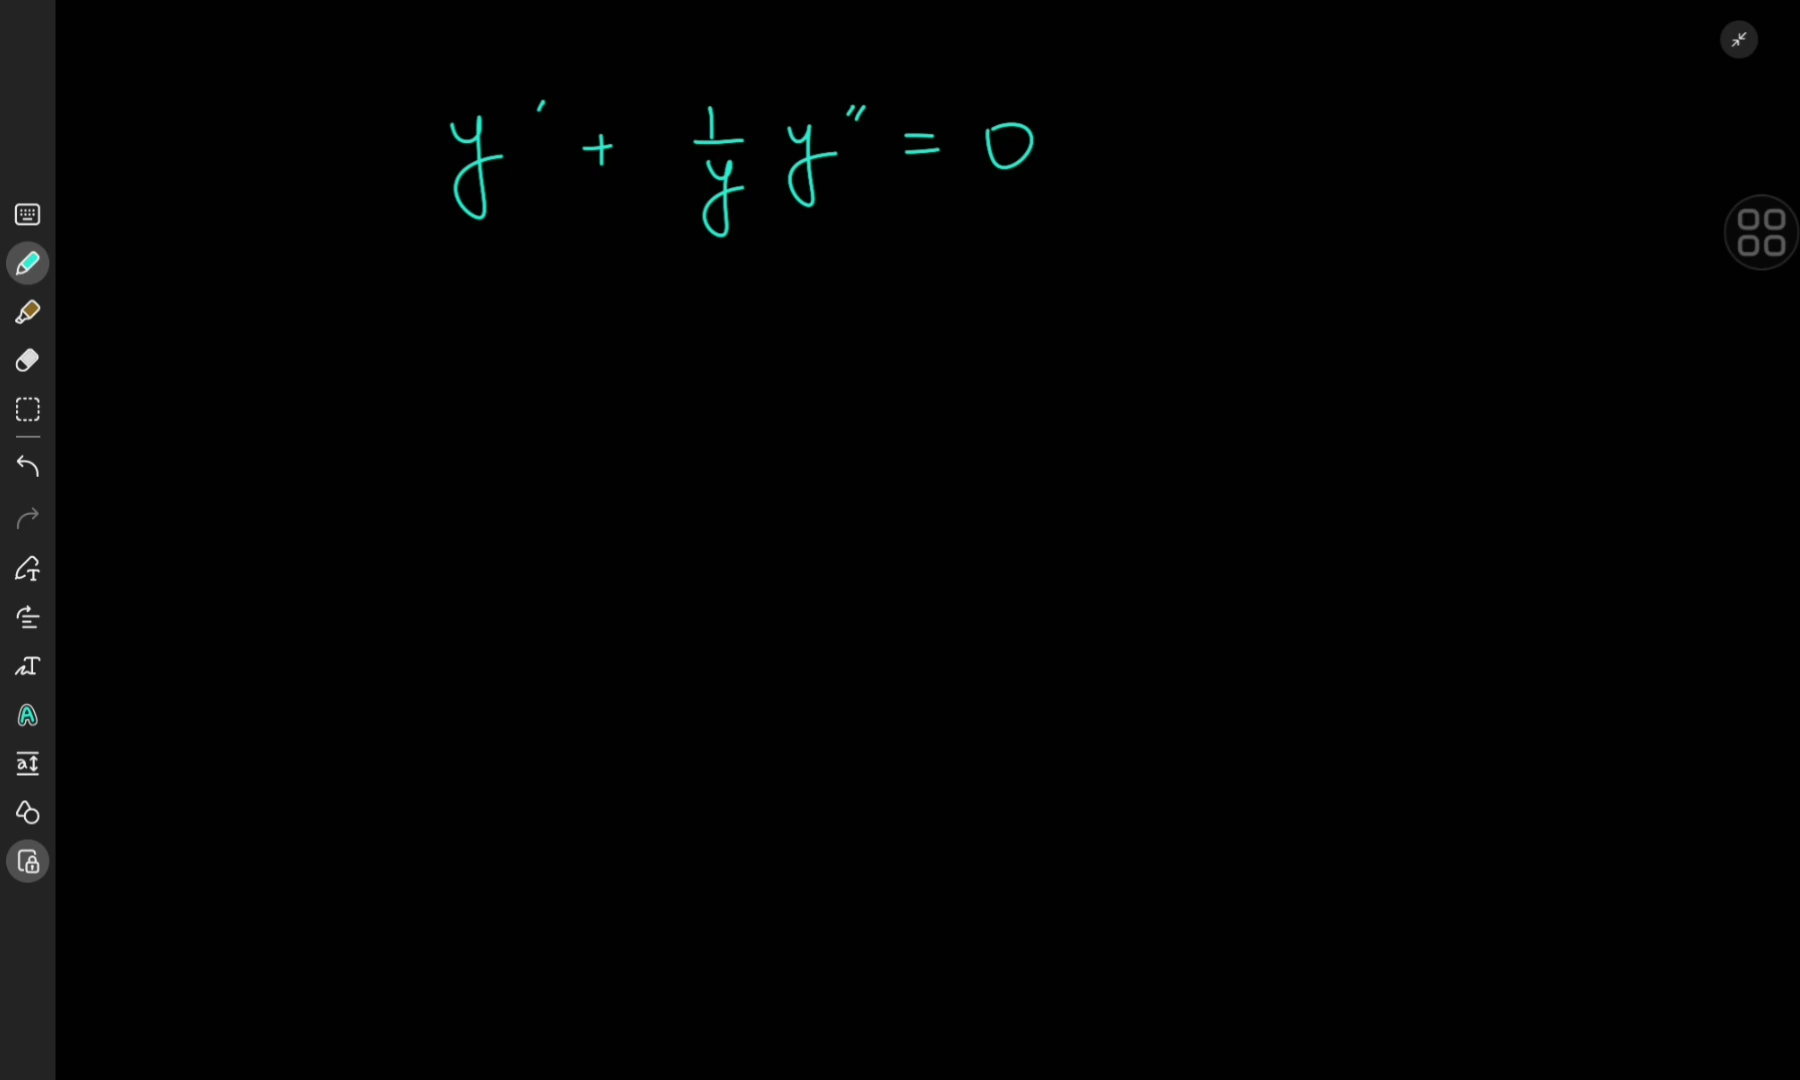 y' + 1/y y" = 0